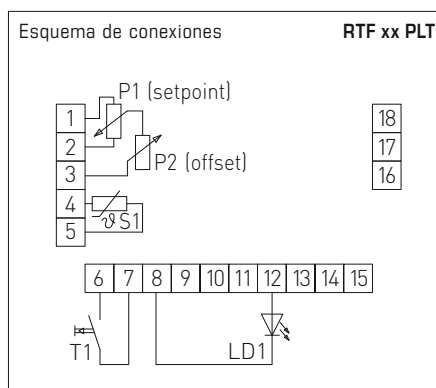 Esquema de conexiones RTF xx PLT
P1 (setpoint)
1
2
3
P2 (offset)
4
5
ϑ S1
18
17
16
6 7 8 9 10 11 12 13 14 15
T1
LD1